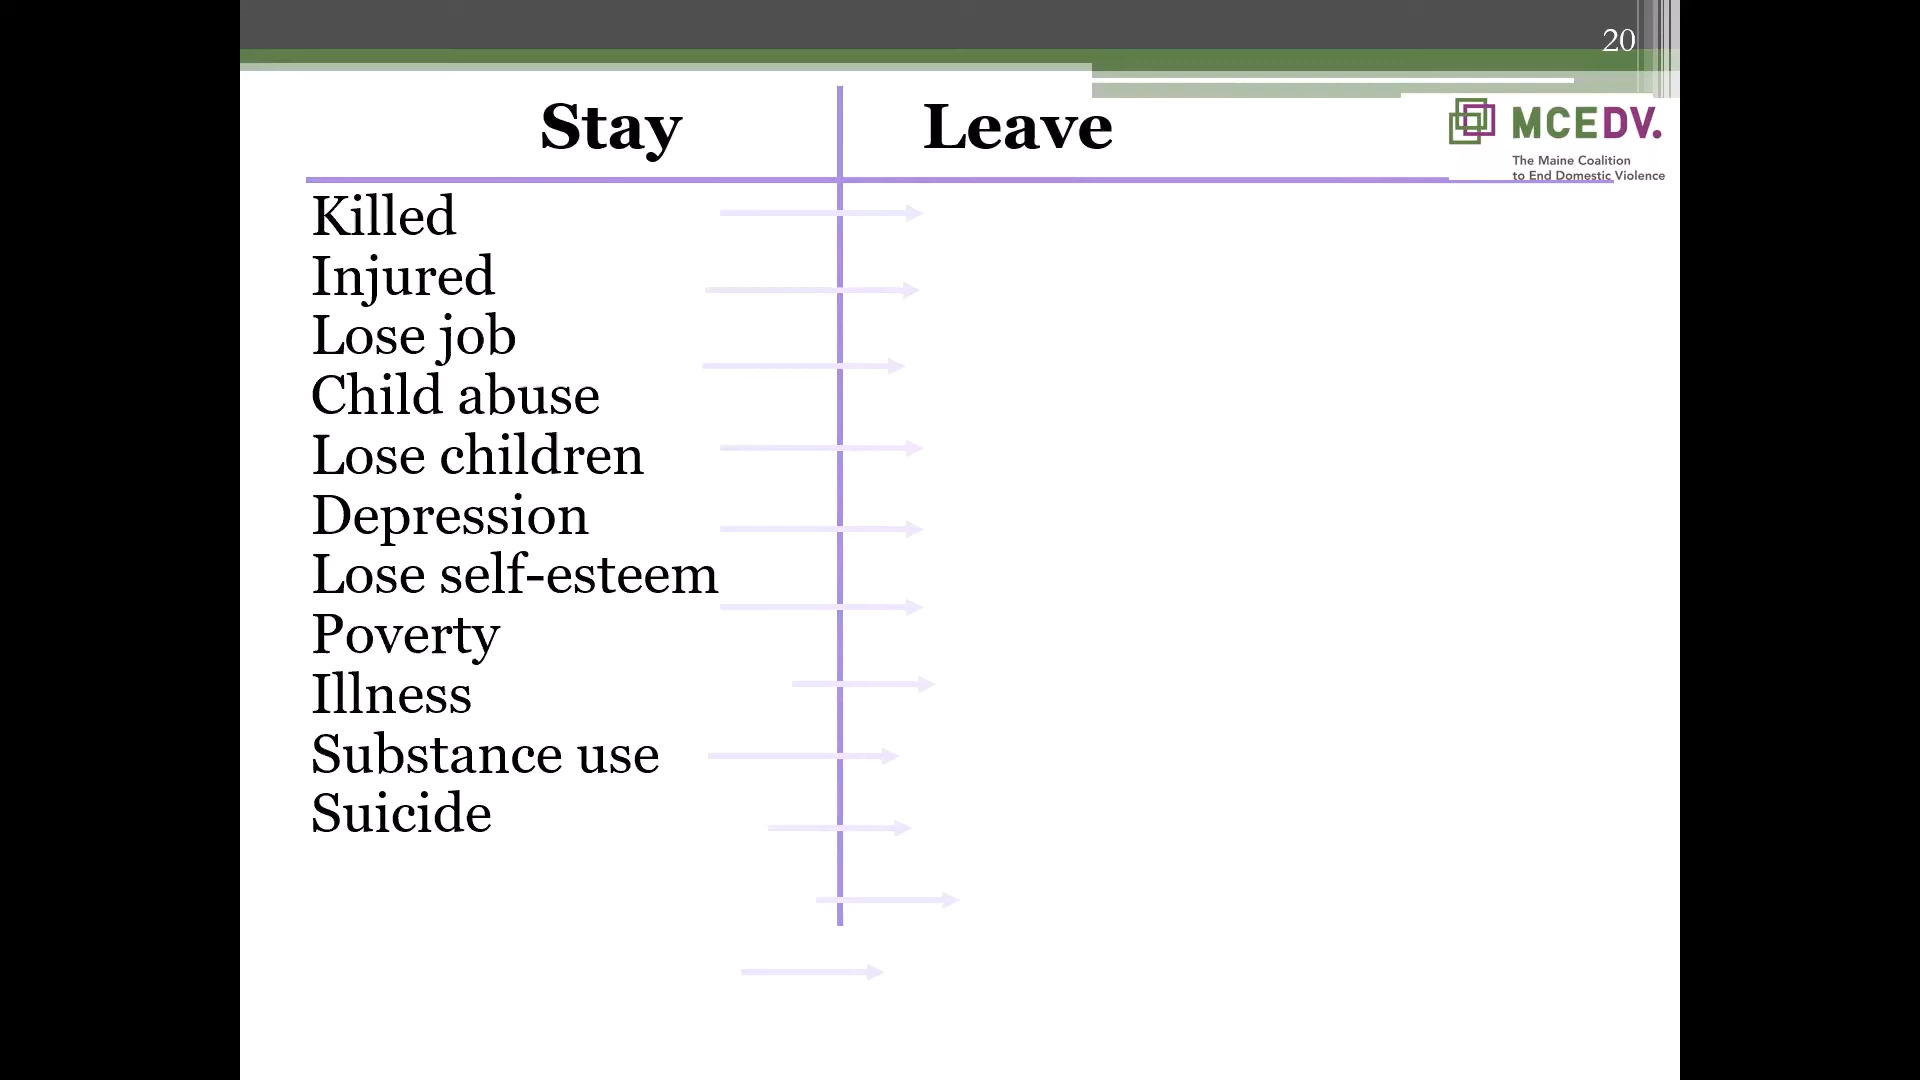 20
Stay
Leave
MCEDV.
The Maine Coalition
to End Domestic Violence
Killed
Injured
Lose job
Child abuse
Lose children
Depression
Lose self-esteem
Poverty
Illness
Substance use
Suicide